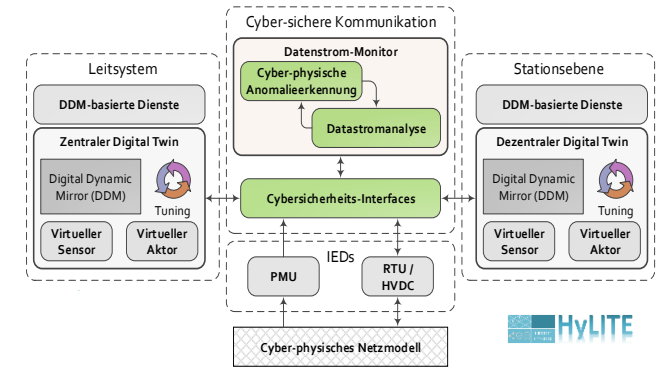 Cyber-sichere Kommunikation
Datenstrom-Monitor
Cyber-physische
Anomalieerkennung
Datastromanalyse
Cybersicherheits-Interfaces
Leitsystem
DDM-basierte Dienste
Zentraler Digital Twin
Digital Dynamic
Mirror (DDM)
Tuning
Virtueller
Sensor
Virtueller
Aktor
Stationsebene
DDM-basierte Dienste
Dezentraler Digital Twin
Digital Dynamic
Mirror (DDM)
Tuning
Virtueller
Sensor
Virtueller
Aktor
IEDs
PMU
RTU /
HVDC
Cyber-physisches Netzmodell
HyLITE